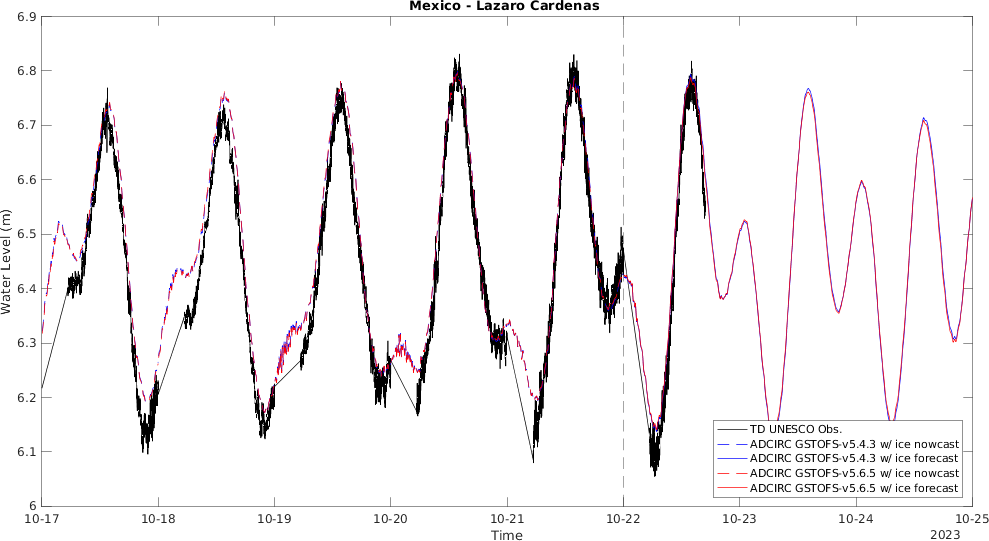 Mexico - Lazaro Cardenas
6.9
6.8
6.7
6.6
6.5
6.4
6.3
6.2
6.1
6
Water Level (m)
TD UNESCO Obs.
ADCIRC GSTOFS-v5.4.3 w/ ice nowcast
ADCIRC GSTOFS-v5.4.3 w/ ice forecast
ADCIRC GSTOFS-v5.6.5 w/ ice nowcast
ADCIRC GSTOFS-v5.6.5 w/ ice forecast
10-17 10-18 10-19 10-20 10-21 10-22 10-23 10-24 10-25
Time
2023